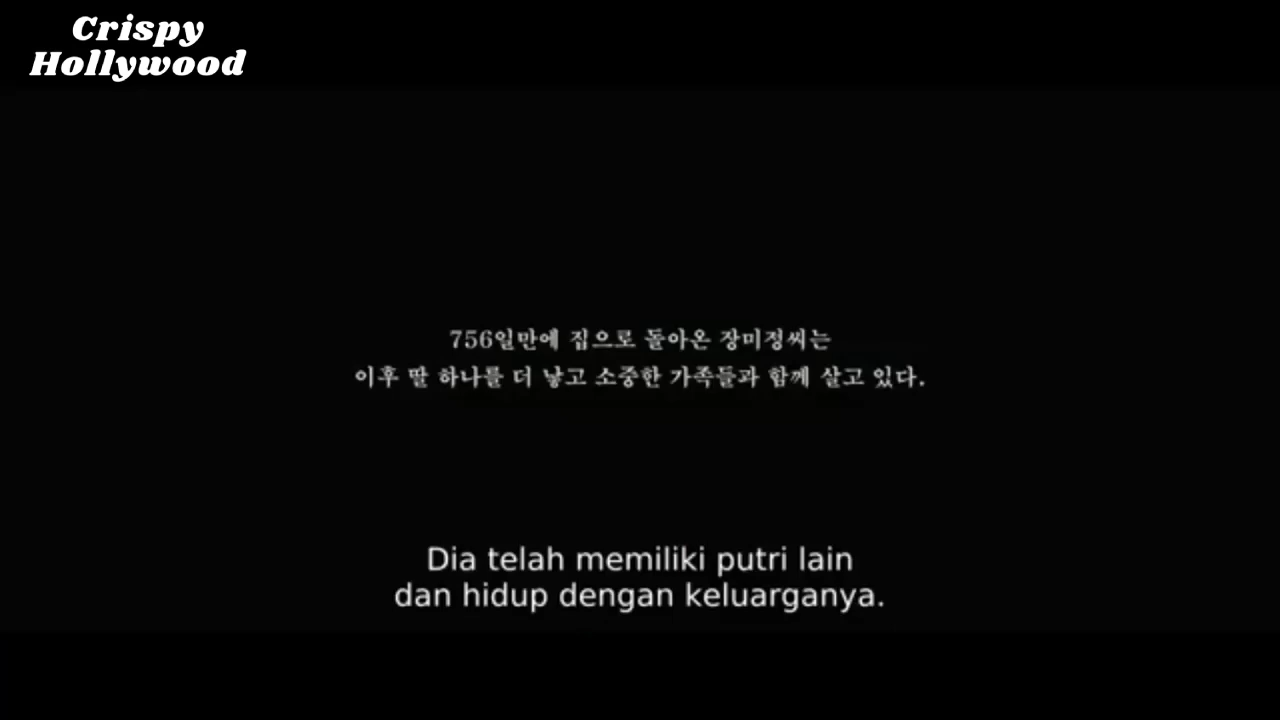 Crispy
Hollywood
756일만에 집으로 돌아온 장미정씨는
이후 딸 하나를 더 낳고 소중한 가족들과 함께 살고 있다.
Dia telah memiliki putri lain
dan hidup dengan keluarganya.